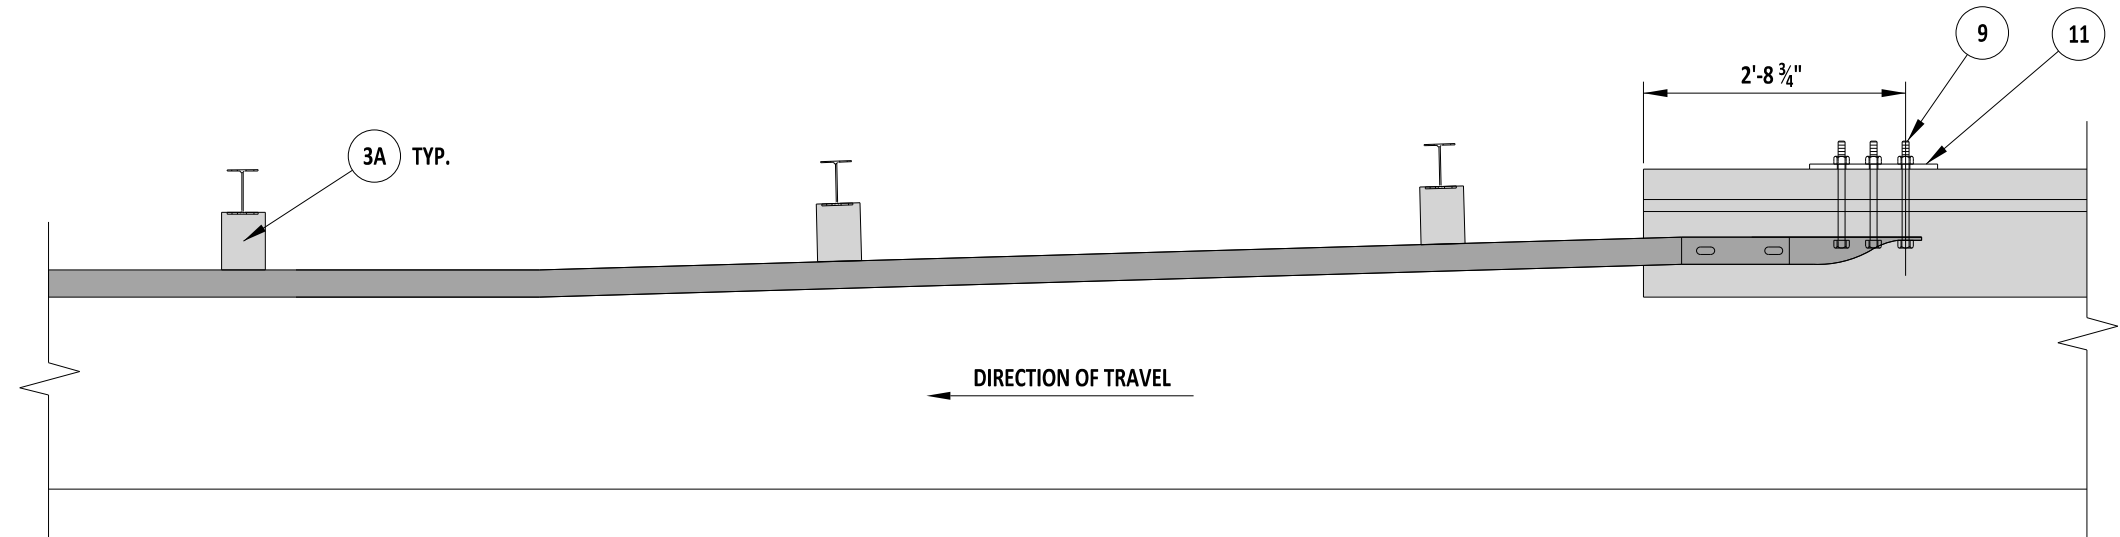 9
11
2'-8 ¾"
3A TYP.
DIRECTION OF TRAVEL